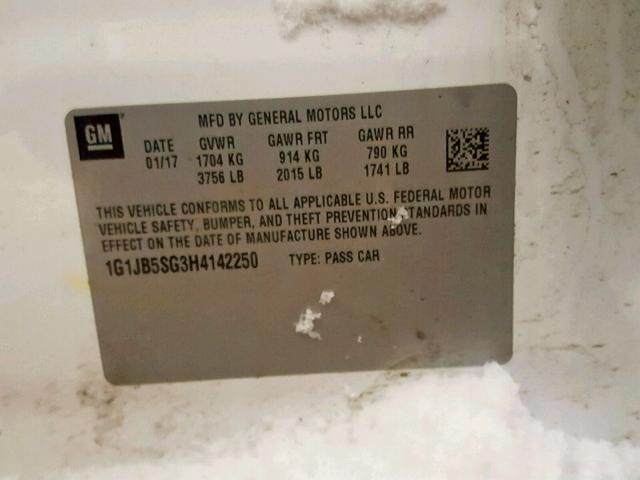 GM
MFD BY GENERAL MOTORS LLC
DATE GVWR GAWR FRT GAWR RR
01/17 1704 KG 914 KG 790 KG
3756 LB 2015 LB 1741 LB
THIS VEHICLE CONFORMS TO ALL APPLICABLE U.S. FEDERAL MOTOR
VEHICLE SAFETY, BUMPER, AND THEFT PREVENTION STANDARDS IN
EFFECT ON THE DATE OF MANUFACTURE SHOWN ABOVE.
1G1JB5SG3H4142250 TYPE: PASS CAR